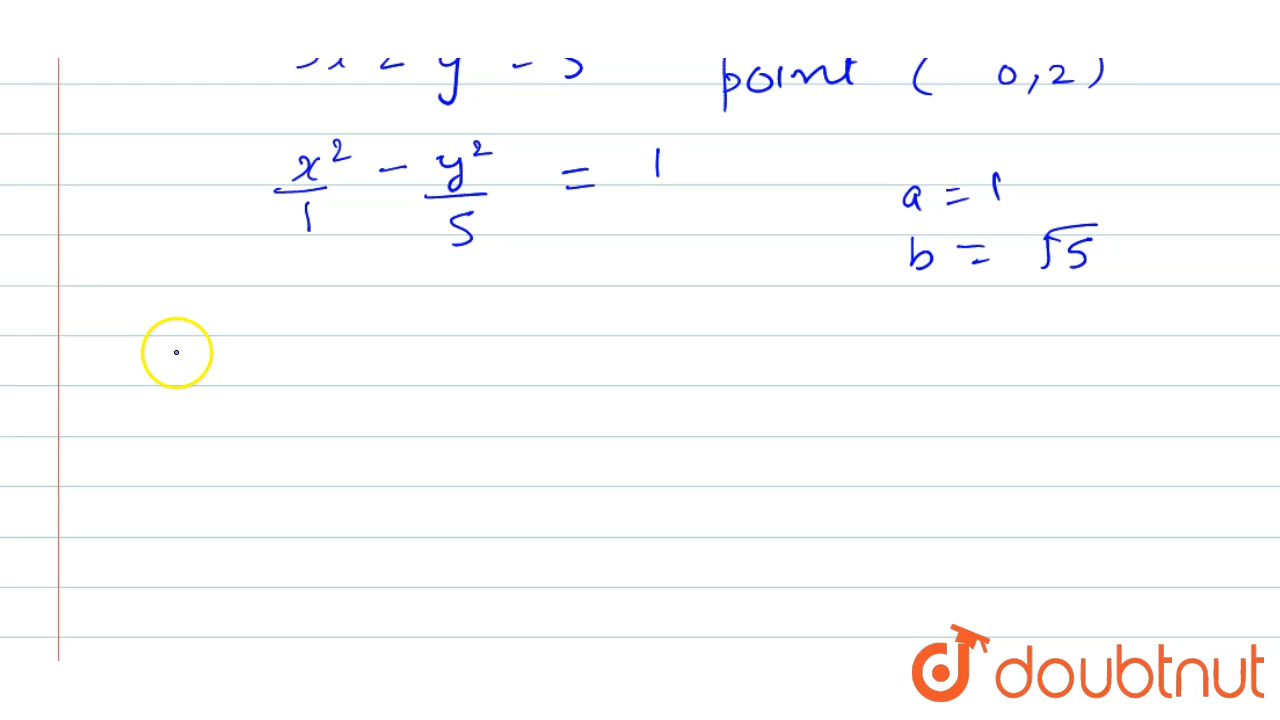 point ( 0,2)
x²/1 - y²/5 = 1
a = 1
b = √5
doubtnut